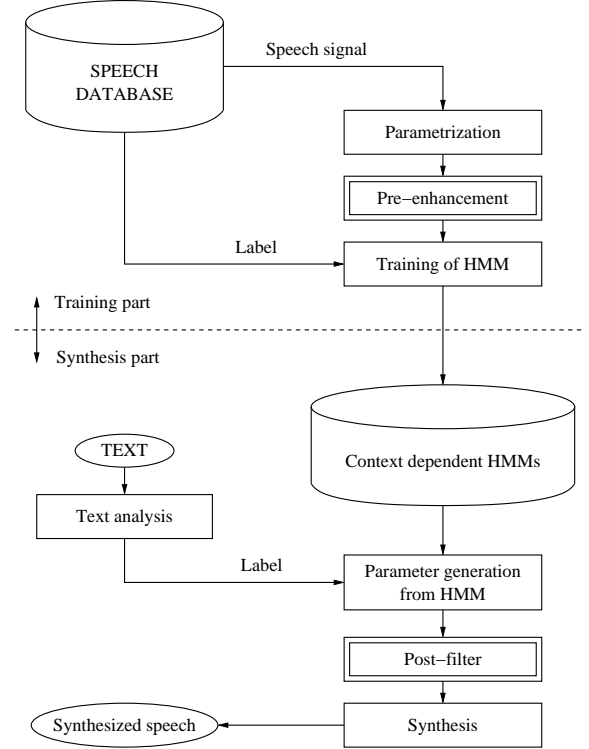 Speech signal
SPEECH
DATABASE
Parametrization
Pre−enhancement
Label
Training of HMM
Training part
Synthesis part
TEXT
Context dependent HMMs
Text analysis
Label
Parameter generation
from HMM
Post−filter
Synthesized speech
Synthesis